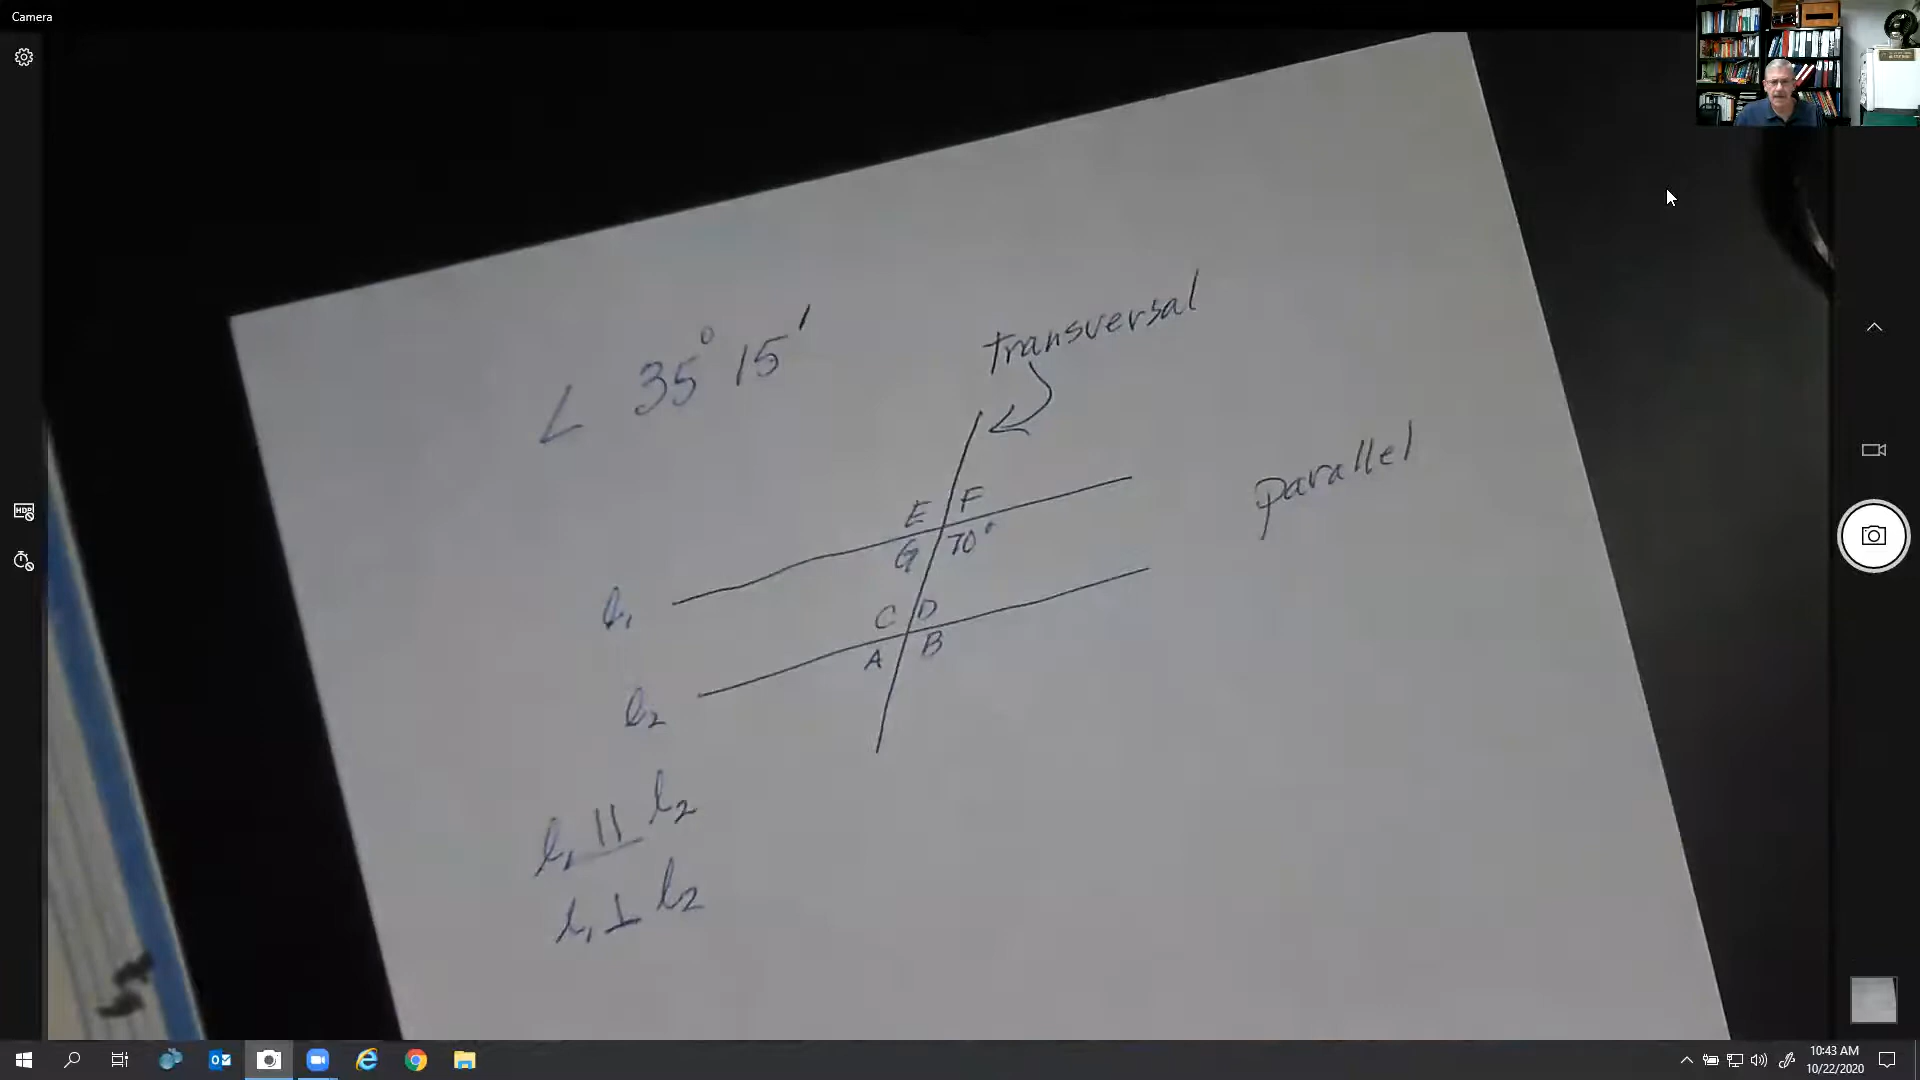 Camera
∠ 35° 15'
transversal
parallel
E F
G 70°
l₁
C D
A B
l₂
l₁ || l₂
l₁ ⊥ l₂
10:43 AM
10/22/2020